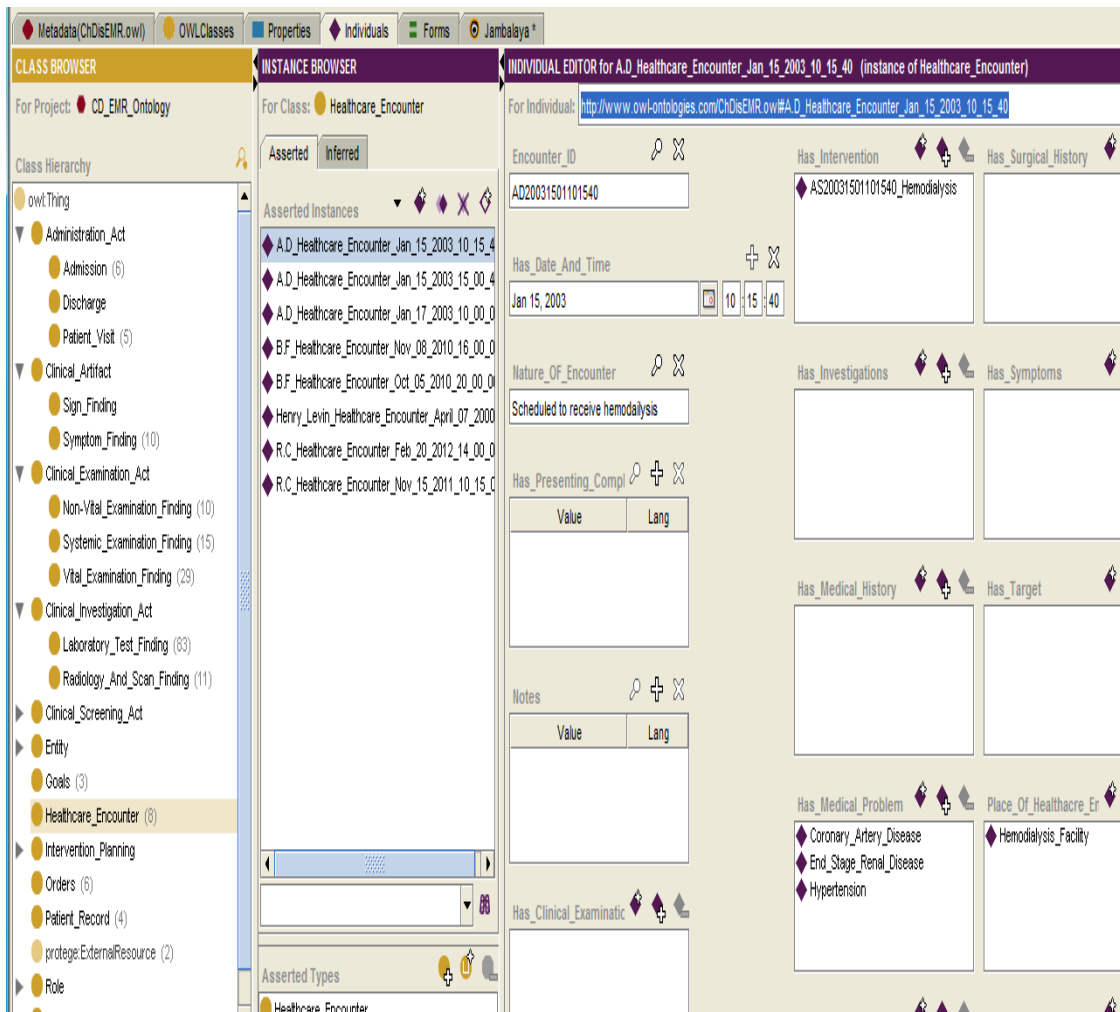 Metadata(ChDisEMR.owl) OWLClasses Properties Individuals Forms Jambalaya *
CLASS BROWSER
For Project: CD_EMR_Ontology
Class Hierarchy
owl:Thing
Administration_Act
Admission (6)
Discharge
Patient_Visit (5)
Clinical_Artifact
Sign_Finding
Symptom_Finding (10)
Clinical_Examination_Act
Non-Vital_Examination_Finding (10)
Systemic_Examination_Finding (15)
Vital_Examination_Finding (29)
Clinical_Investigation_Act
Laboratory_Test_Finding (83)
Radiology_And_Scan_Finding (11)
Clinical_Screening_Act
Entity
Goals (3)
Healthcare_Encounter (8)
Intervention_Planning
Orders (6)
Patient_Record (4)
protege:ExternalResource (2)
Role
INSTANCE BROWSER
For Class: Healthcare_Encounter
Asserted Inferred
Asserted Instances
A.D_Healthcare_Encounter_Jan_15_2003_10_15_4
A.D_Healthcare_Encounter_Jan_15_2003_15_00_4
A.D_Healthcare_Encounter_Jan_17_2003_10_00_0
B.F_Healthcare_Encounter_Nov_08_2010_16_00_0
B.F_Healthcare_Encounter_Oct_05_2010_20_00_0
Henry_Levin_Healthcare_Encounter_April_07_2000
R.C_Healthcare_Encounter_Feb_20_2012_14_00_0
R.C_Healthcare_Encounter_Nov_15_2011_10_15_0
Asserted Types
Healthcare_Encounter
INDIVIDUAL EDITOR for A.D_Healthcare_Encounter_Jan_15_2003_10_15_40 (instance of Healthcare_Encounter)
For Individual: http://www.owl-ontologies.com/ChDisEMR.owl#A.D_Healthcare_Encounter_Jan_15_2003_10_15_40
Encounter_ID
AD20031501101540
Has_Date_And_Time
Jan 15, 2003 10 : 15 : 40
Nature_OF_Encounter
Scheduled to receive hemodailysis
Has_Presenting_Compl
Value Lang
Notes
Value Lang
Has_Clinical_Examinatic
Has_Intervention
AS20031501101540_Hemodialysis
Has_Investigations
Has_Medical_History
Has_Medical_Problem
Coronary_Artery_Disease
End_Stage_Renal_Disease
Hypertension
Has_Surgical_History
Has_Symptoms
Has_Target
Place_Of_Healthacre_Er
Hemodialysis_Facility